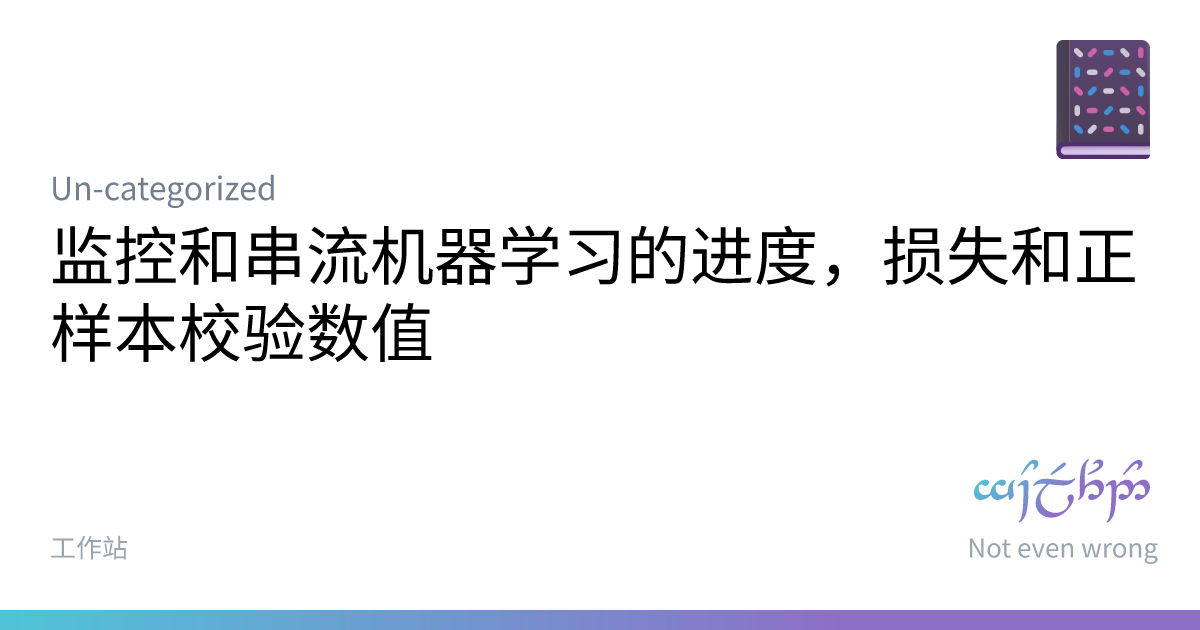 Un-categorized
监控和串流机器学习的进度，损失和正
样本校验数值
工作站
Not even wrong